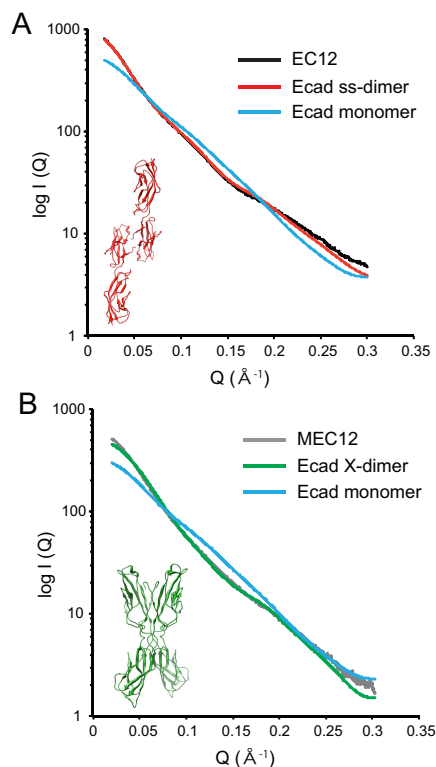 A
1000
100
10
1
log I (Q)
EC12
Ecad ss-dimer
Ecad monomer
0 0.05 0.1 0.15 0.2 0.25 0.3 0.35
Q (Å-1)
B
1000
100
10
1
log I (Q)
MEC12
Ecad X-dimer
Ecad monomer
0 0.05 0.1 0.15 0.2 0.25 0.3 0.35
Q (Å-1)